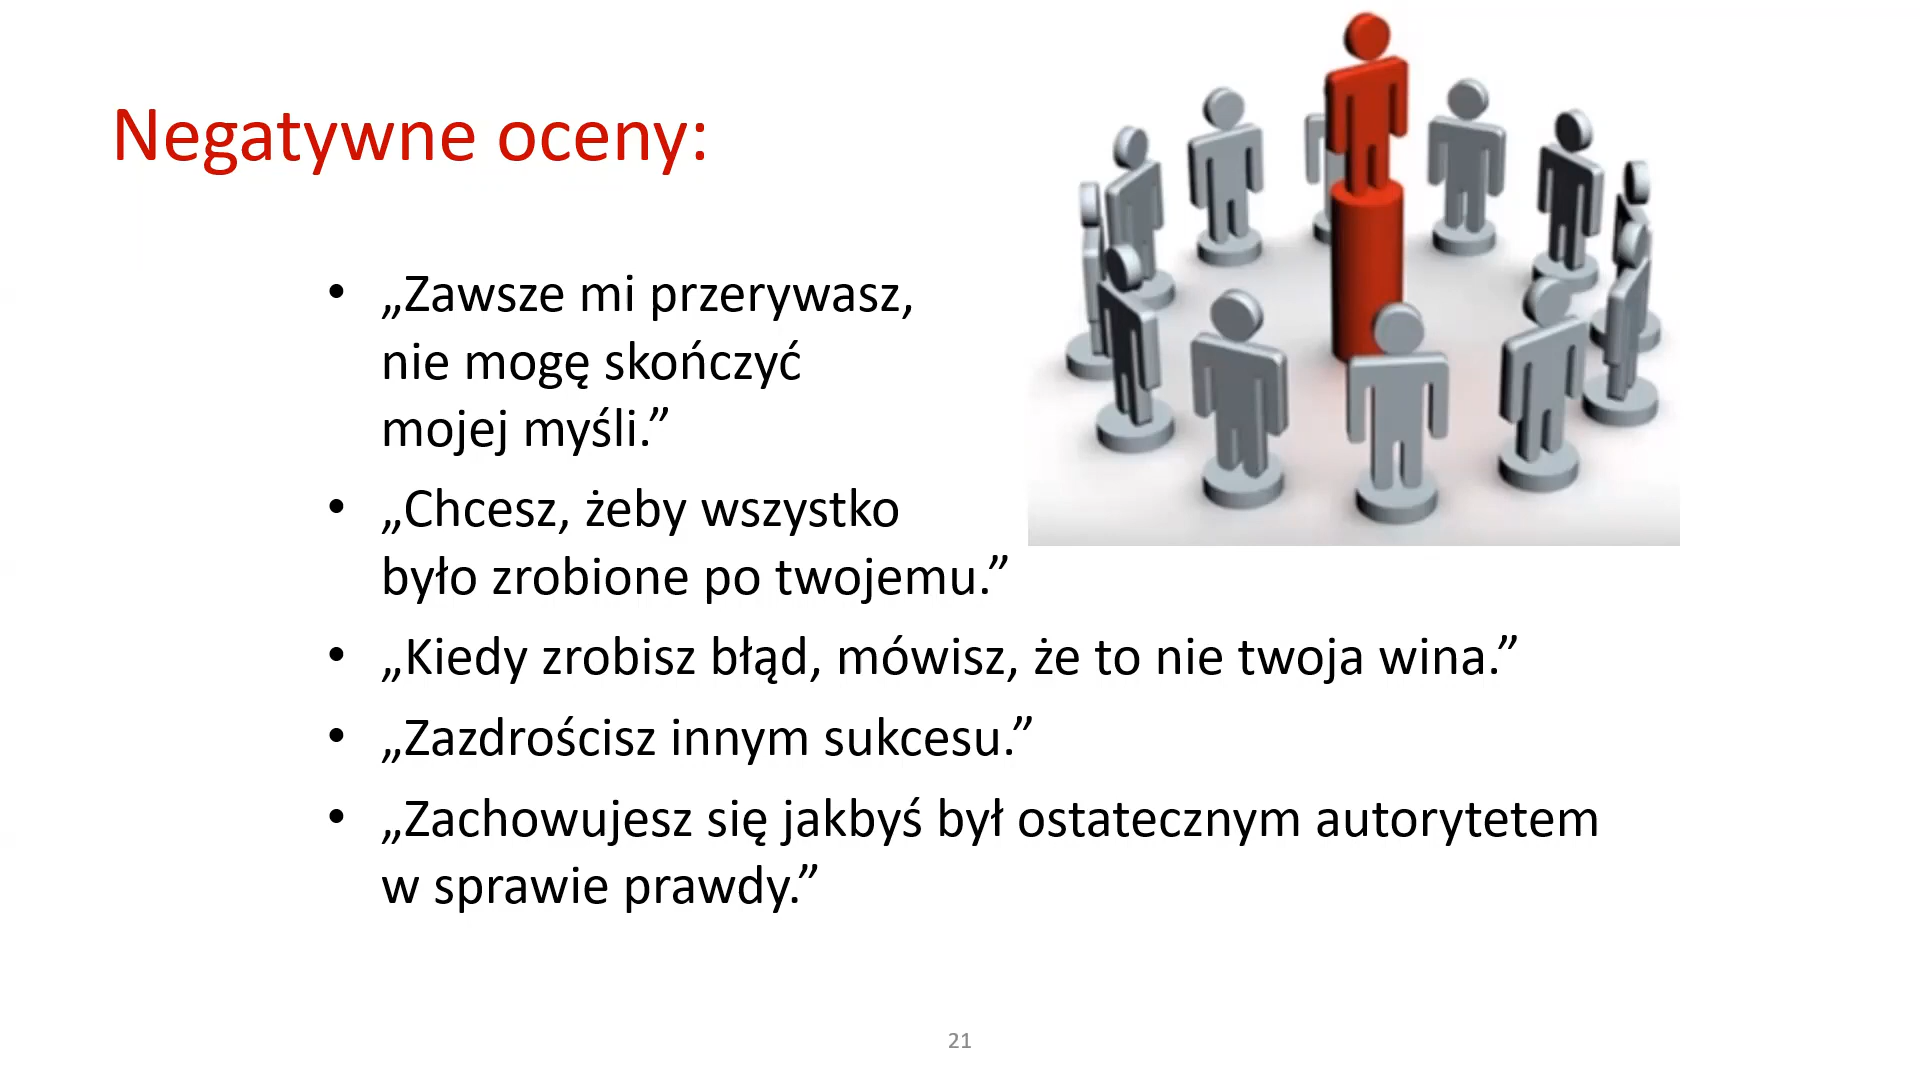 Negatywne oceny:
• „Zawsze mi przerywasz,
nie mogę skończyć
mojej myśli.”
• „Chcesz, żeby wszystko
było zrobione po twojemu.”
• „Kiedy zrobisz błąd, mówisz, że to nie twoja wina.”
• „Zazdrościsz innym sukcesu.”
• „Zachowujesz się jakbyś był ostatecznym autorytetem
w sprawie prawdy.”
21